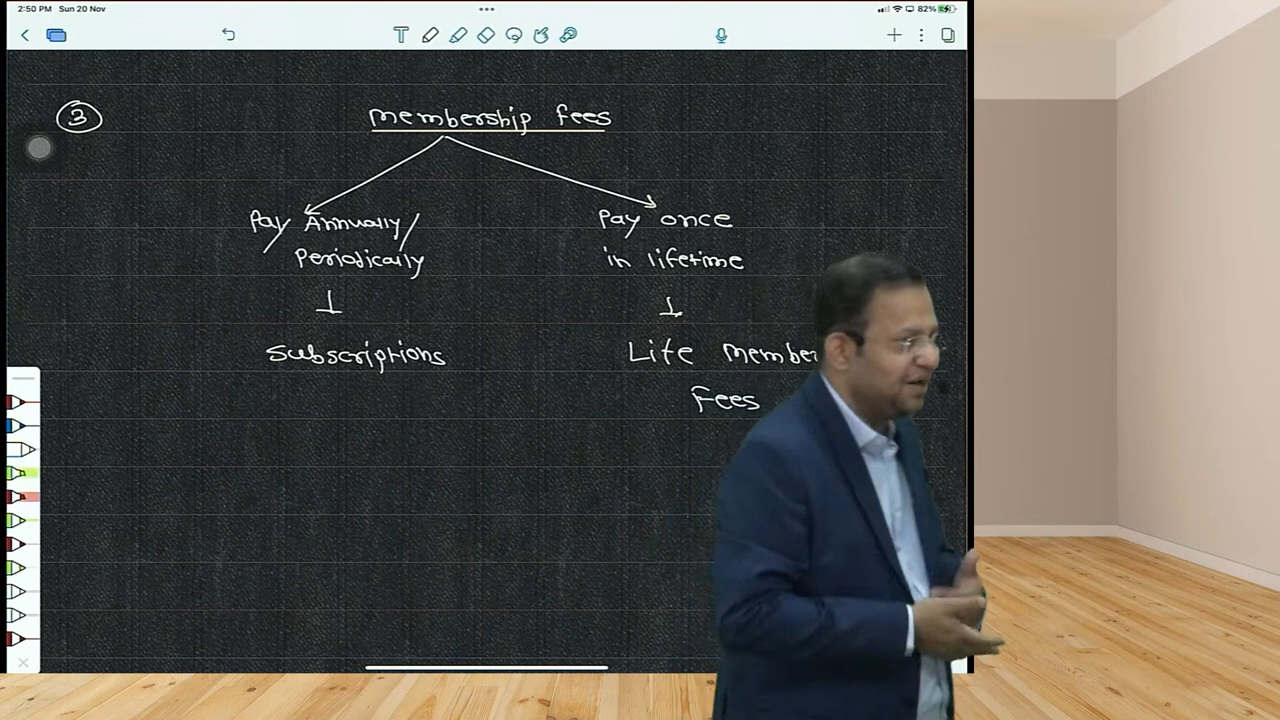 2:50 PM Sun 20 Nov
82%
3
Membership fees
Pay Annually/
Periodically
Pay once
in lifetime
Subscriptions
Life member
Fees